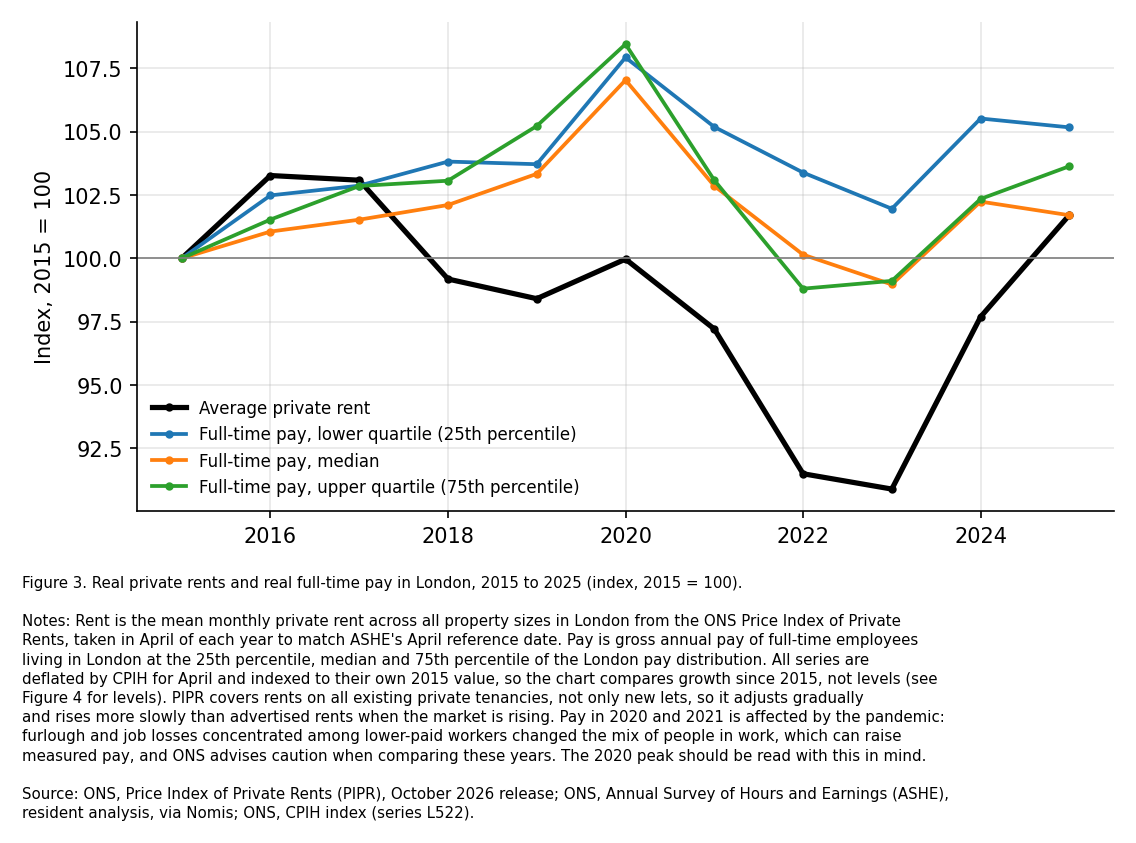 107.5
105.0
102.5
100.0
97.5
95.0
92.5
Index, 2015 = 100
Average private rent
Full-time pay, lower quartile (25th percentile)
Full-time pay, median
Full-time pay, upper quartile (75th percentile)
2016 2018 2020 2022 2024
Figure 3. Real private rents and real full-time pay in London, 2015 to 2025 (index, 2015 = 100).
Notes: Rent is the mean monthly private rent across all property sizes in London from the ONS Price Index of Private
Rents, taken in April of each year to match ASHE's April reference date. Pay is gross annual pay of full-time employees
living in London at the 25th percentile, median and 75th percentile of the London pay distribution. All series are
deflated by CPIH for April and indexed to their own 2015 value, so the chart compares growth since 2015, not levels (see
Figure 4 for levels). PIPR covers rents on all existing private tenancies, not only new lets, so it adjusts gradually
and rises more slowly than advertised rents when the market is rising. Pay in 2020 and 2021 is affected by the pandemic:
furlough and job losses concentrated among lower-paid workers changed the mix of people in work, which can raise
measured pay, and ONS advises caution when comparing these years. The 2020 peak should be read with this in mind.
Source: ONS, Price Index of Private Rents (PIPR), October 2026 release; ONS, Annual Survey of Hours and Earnings (ASHE),
resident analysis, via Nomis; ONS, CPIH index (series L522).